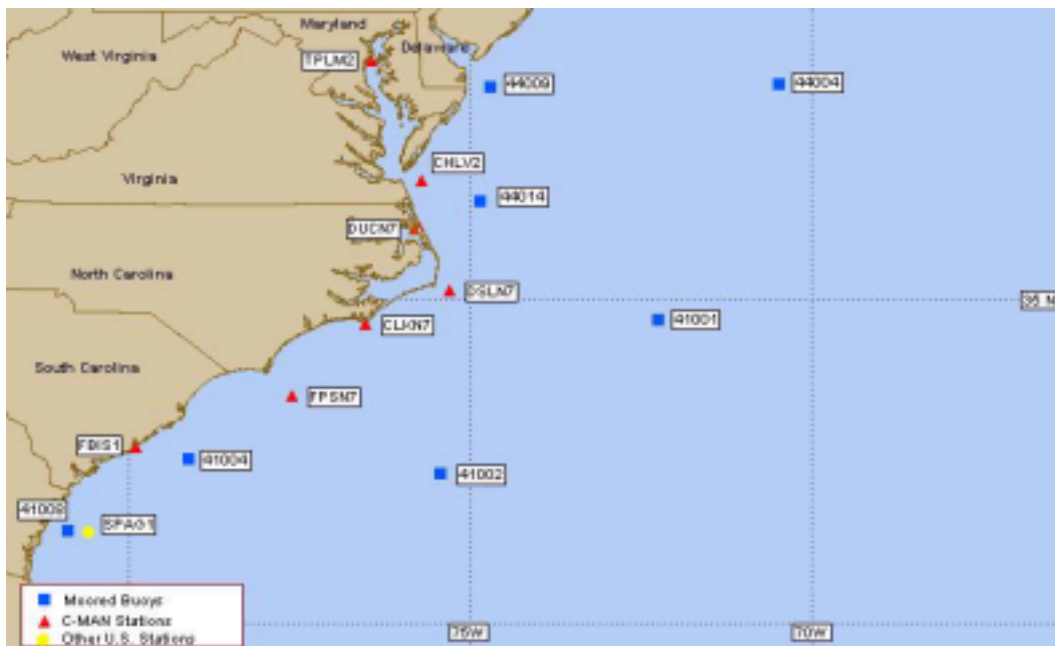 Maryland
West Virginia
Delaware
TPLM2
44009
44004
CHLV2
Virginia
44014
DUCN7
North Carolina
DSLN7
35 N
41001
CLKN7
South Carolina
FPSN7
FBIS1
41004
41002
41008
SPAG1
Moored Buoys
C-MAN Stations
Other U.S. Stations
75W
70W